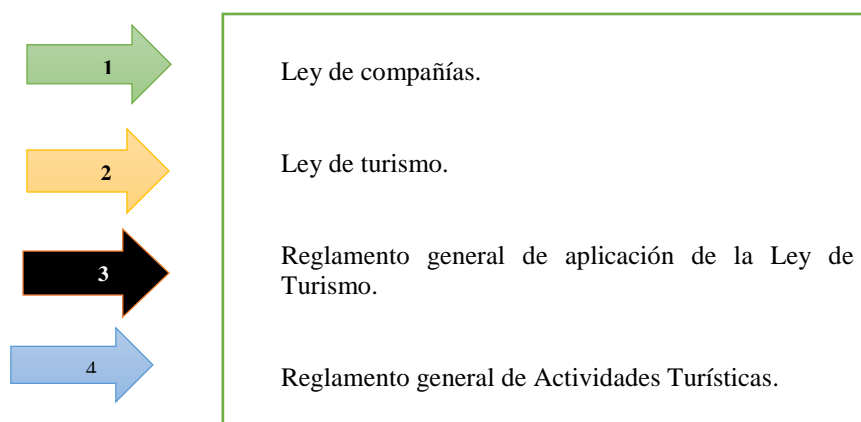 1
Ley de compañías.
2
Ley de turismo.
3
Reglamento general de aplicación de la Ley de
Turismo.
4
Reglamento general de Actividades Turísticas.